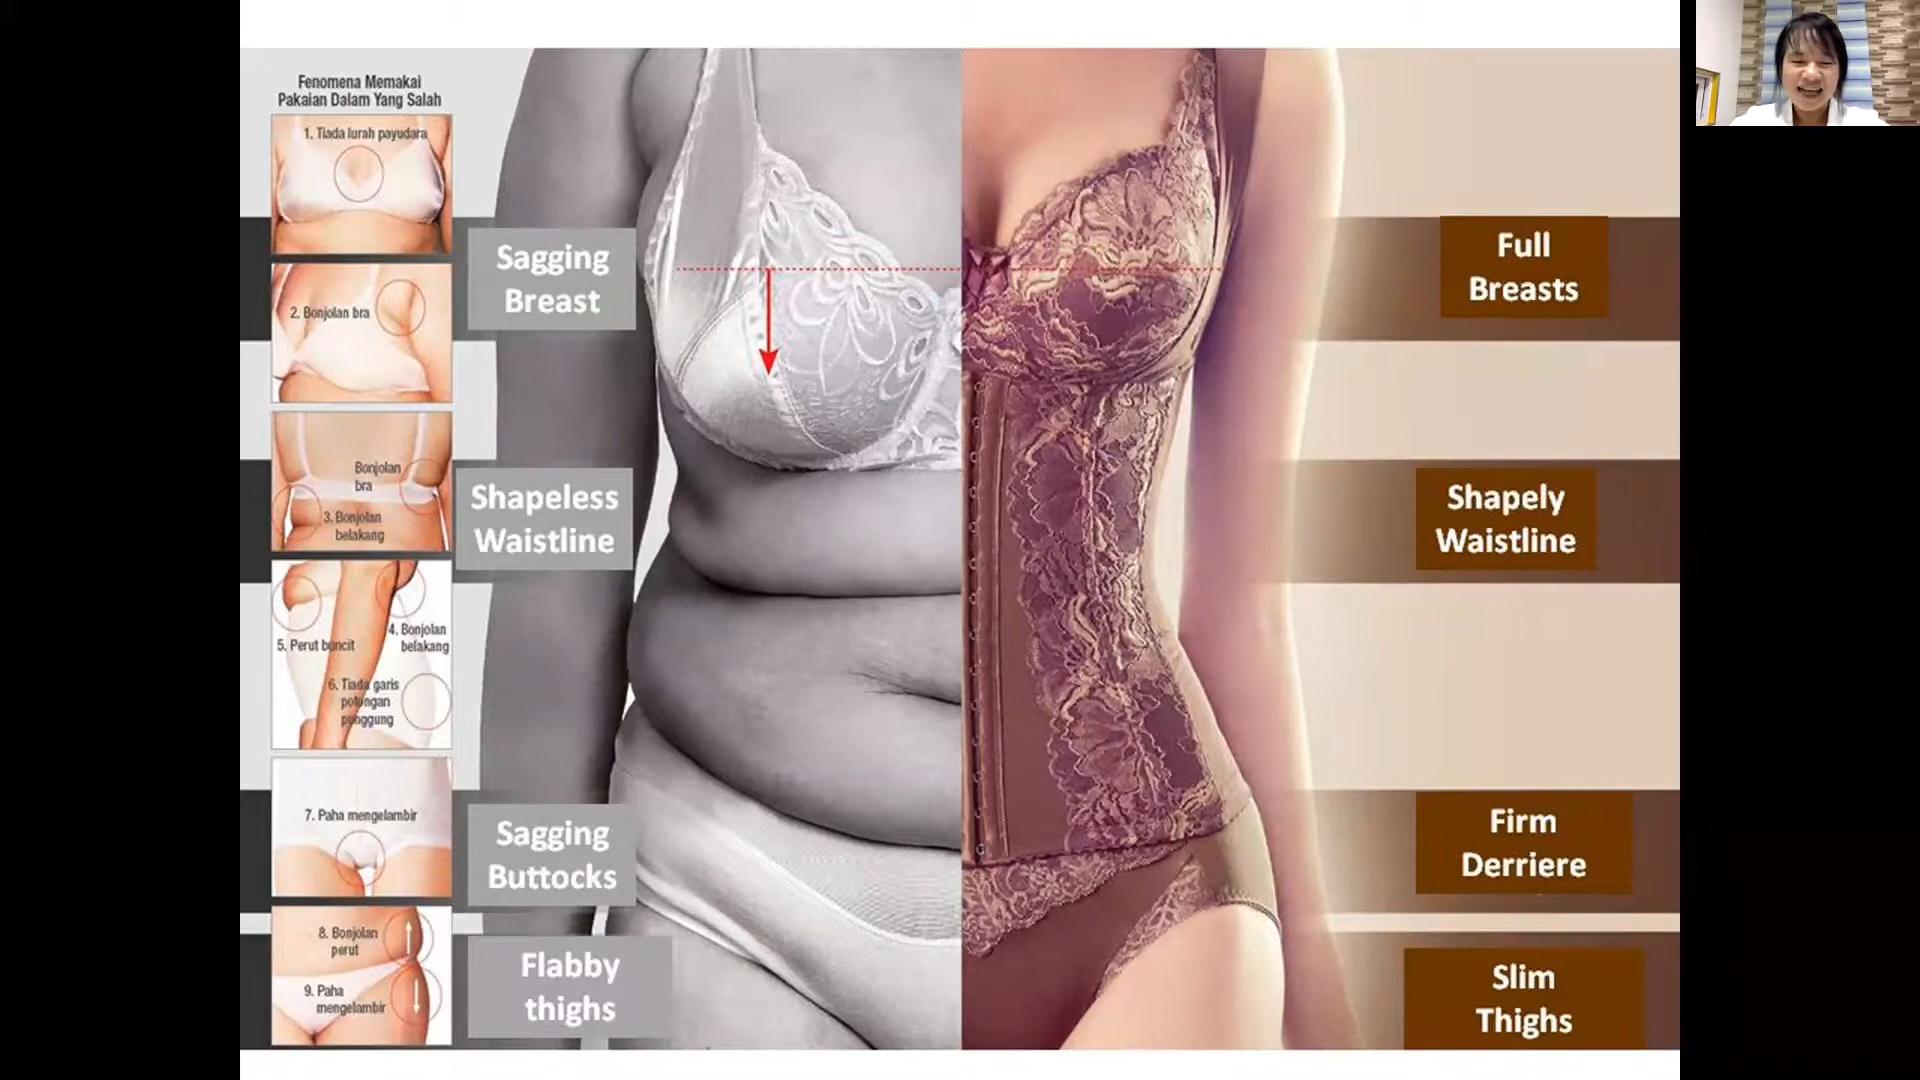 Fenomena Memakai
Pakaian Dalam Yang Salah
1. Tiada lurah payudara
2. Bonjolan bra
Bonjolan
bra
3. Bonjolan
belakang
4. Bonjolan
belakang
5. Perut buncit
6. Tiada garis
potongan
punggung
7. Paha mengelambir
8. Bonjolan
perut
9. Paha
mengelambir
Sagging
Breast
Shapeless
Waistline
Sagging
Buttocks
Flabby
thighs
Full
Breasts
Shapely
Waistline
Firm
Derriere
Slim
Thighs